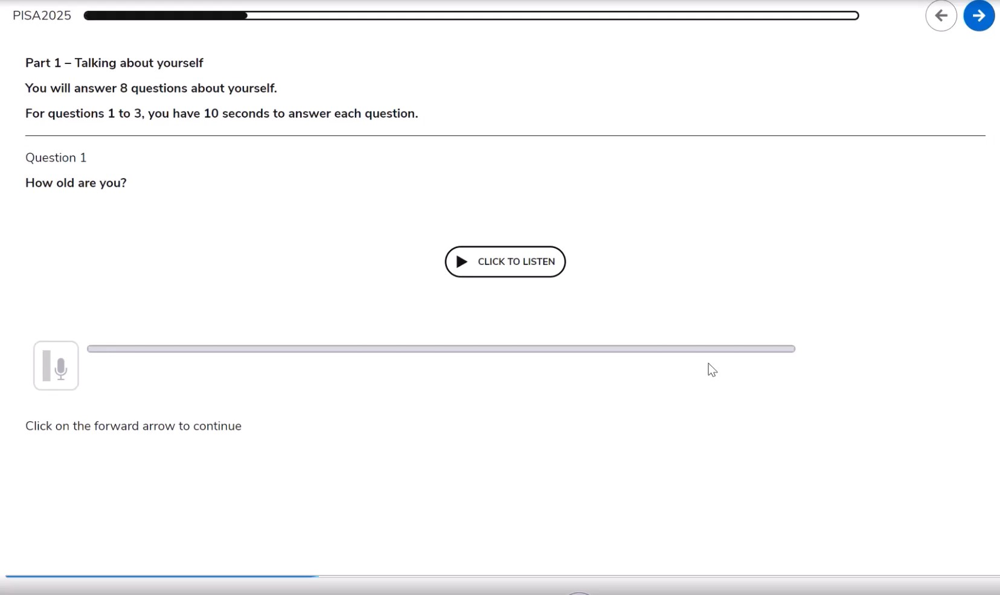 PISA2025
Part 1 – Talking about yourself
You will answer 8 questions about yourself.
For questions 1 to 3, you have 10 seconds to answer each question.
Question 1
How old are you?
CLICK TO LISTEN
Click on the forward arrow to continue